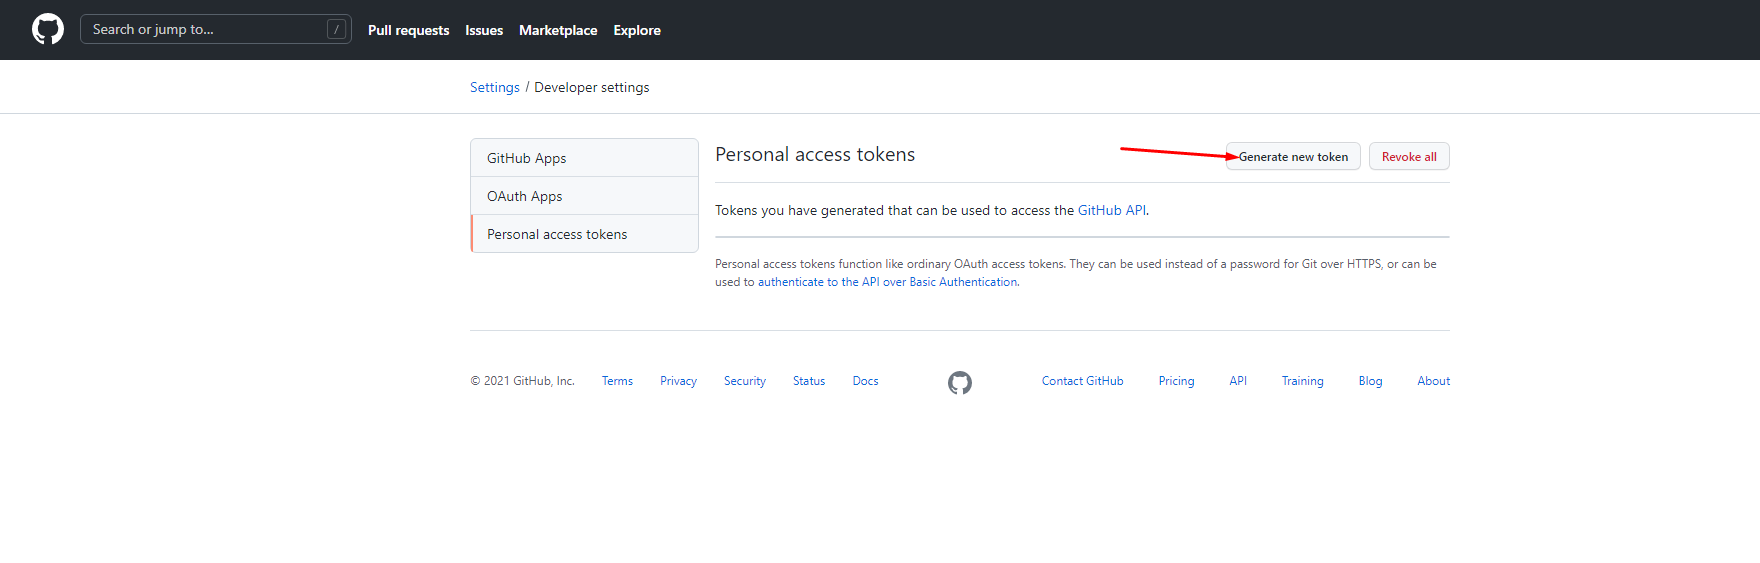 Search or jump to... /
Pull requests Issues Marketplace Explore
Settings / Developer settings
GitHub Apps
OAuth Apps
Personal access tokens
Personal access tokens
Generate new token Revoke all
Tokens you have generated that can be used to access the GitHub API.
Personal access tokens function like ordinary OAuth access tokens. They can be used instead of a password for Git over HTTPS, or can be
used to authenticate to the API over Basic Authentication.
© 2021 GitHub, Inc. Terms Privacy Security Status Docs Contact GitHub Pricing API Training Blog About